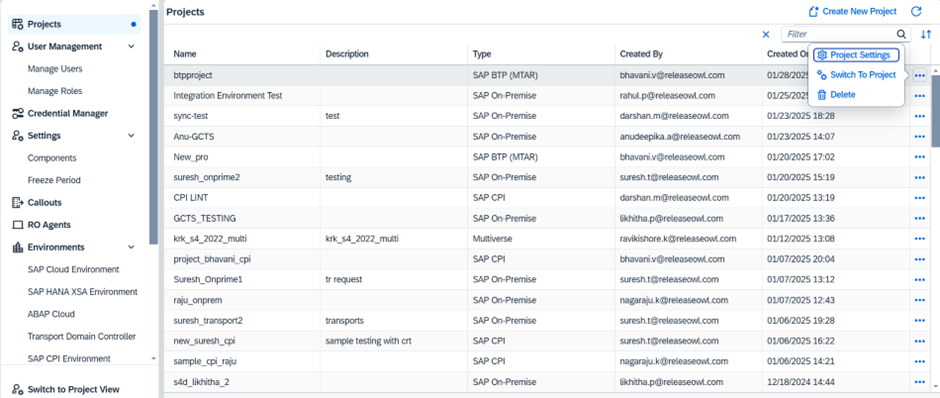 Projects
User Management
Manage Users
Manage Roles
Credential Manager
Settings
Components
Freeze Period
Callouts
RO Agents
Environments
SAP Cloud Environment
SAP HANA XSA Environment
ABAP Cloud
Transport Domain Controller
SAP CPI Environment
Switch to Project View
Projects
Create New Project
Filter
Name Description Type Created By Created On
btpproject SAP BTP (MTAR) bhavani.v@releaseowl.com 01/28/2025
Integration Environment Test SAP On-Premise rahul.p@releaseowl.com 01/25/2025
sync-test test SAP On-Premise darshan.m@releaseowl.com 01/23/2025 18:28
Anu-GCTS SAP On-Premise anudeepika.a@releaseowl.com 01/23/2025 14:07
New_pro SAP BTP (MTAR) bhavani.v@releaseowl.com 01/20/2025 17:02
suresh_onprime2 testing SAP On-Premise suresh.t@releaseowl.com 01/20/2025 15:19
CPI LINT SAP CPI darshan.m@releaseowl.com 01/20/2025 13:19
GCTS_TESTING SAP On-Premise likhitha.p@releaseowl.com 01/17/2025 13:36
krk_s4_2022_multi krk_s4_2022_multi Multiverse ravikishore.k@releaseowl.com 01/12/2025 13:08
project_bhavani_cpi SAP CPI bhavani.v@releaseowl.com 01/07/2025 20:04
Suresh_Onprime1 tr request SAP On-Premise suresh.t@releaseowl.com 01/07/2025 13:12
raju_onprem SAP On-Premise nagaraju.k@releaseowl.com 01/07/2025 12:43
suresh_transport2 transports SAP On-Premise suresh.t@releaseowl.com 01/06/2025 19:28
new_suresh_cpi sample testing with crt SAP CPI suresh.t@releaseowl.com 01/06/2025 16:22
sample_cpi_raju SAP CPI nagaraju.k@releaseowl.com 01/06/2025 14:21
s4d_likhitha_2 SAP On-Premise likhitha.p@releaseowl.com 12/18/2024 14:44
Project Settings
Switch To Project
Delete